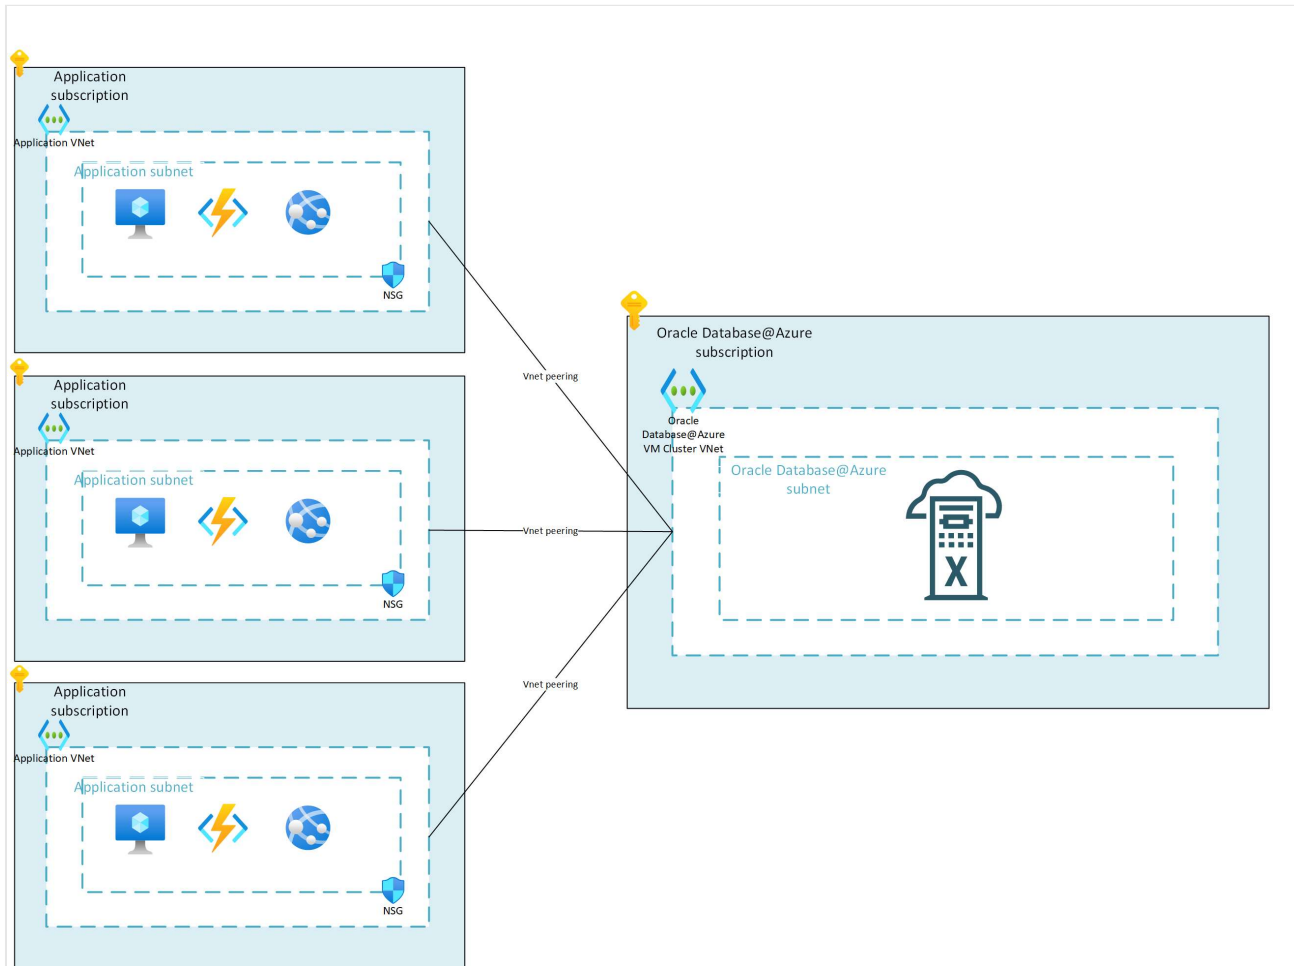 Application
subscription
Application VNet
Application subnet
NSG
Application
subscription
Application VNet
Application subnet
NSG
Application
subscription
Application VNet
Application subnet
NSG
Vnet peering
Vnet peering
Vnet peering
Oracle Database@Azure
subscription
Oracle
Database@Azure
VM Cluster VNet
Oracle Database@Azure
subnet
X